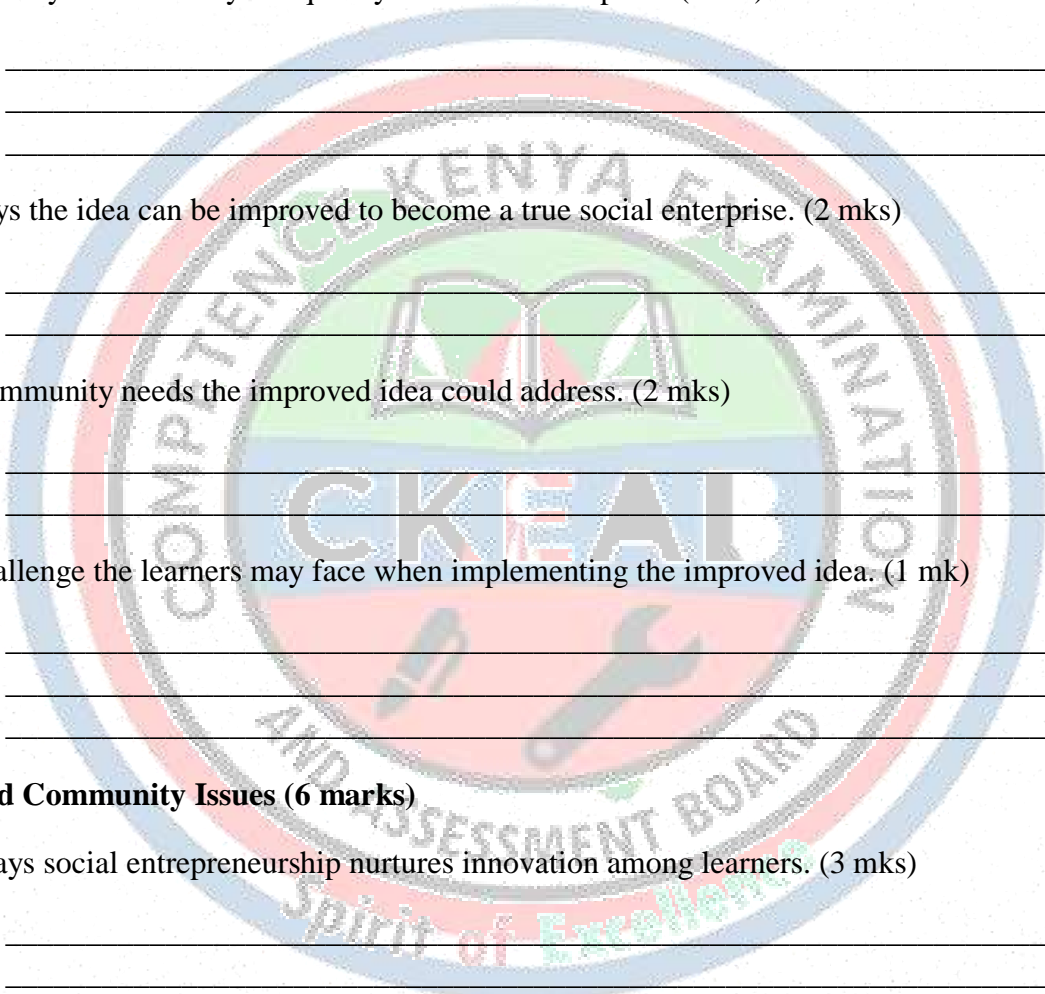 ys the idea can be improved to become a true social enterprise. (2 mks)
mmunity needs the improved idea could address. (2 mks)
allenge the learners may face when implementing the improved idea. (1 mk)
d Community Issues (6 marks)
ays social entrepreneurship nurtures innovation among learners. (3 mks)
COMPETENCE KENYA EXAMINATION
AND ASSESSMENT BOARD
CKEAB
Spirit of Excellence